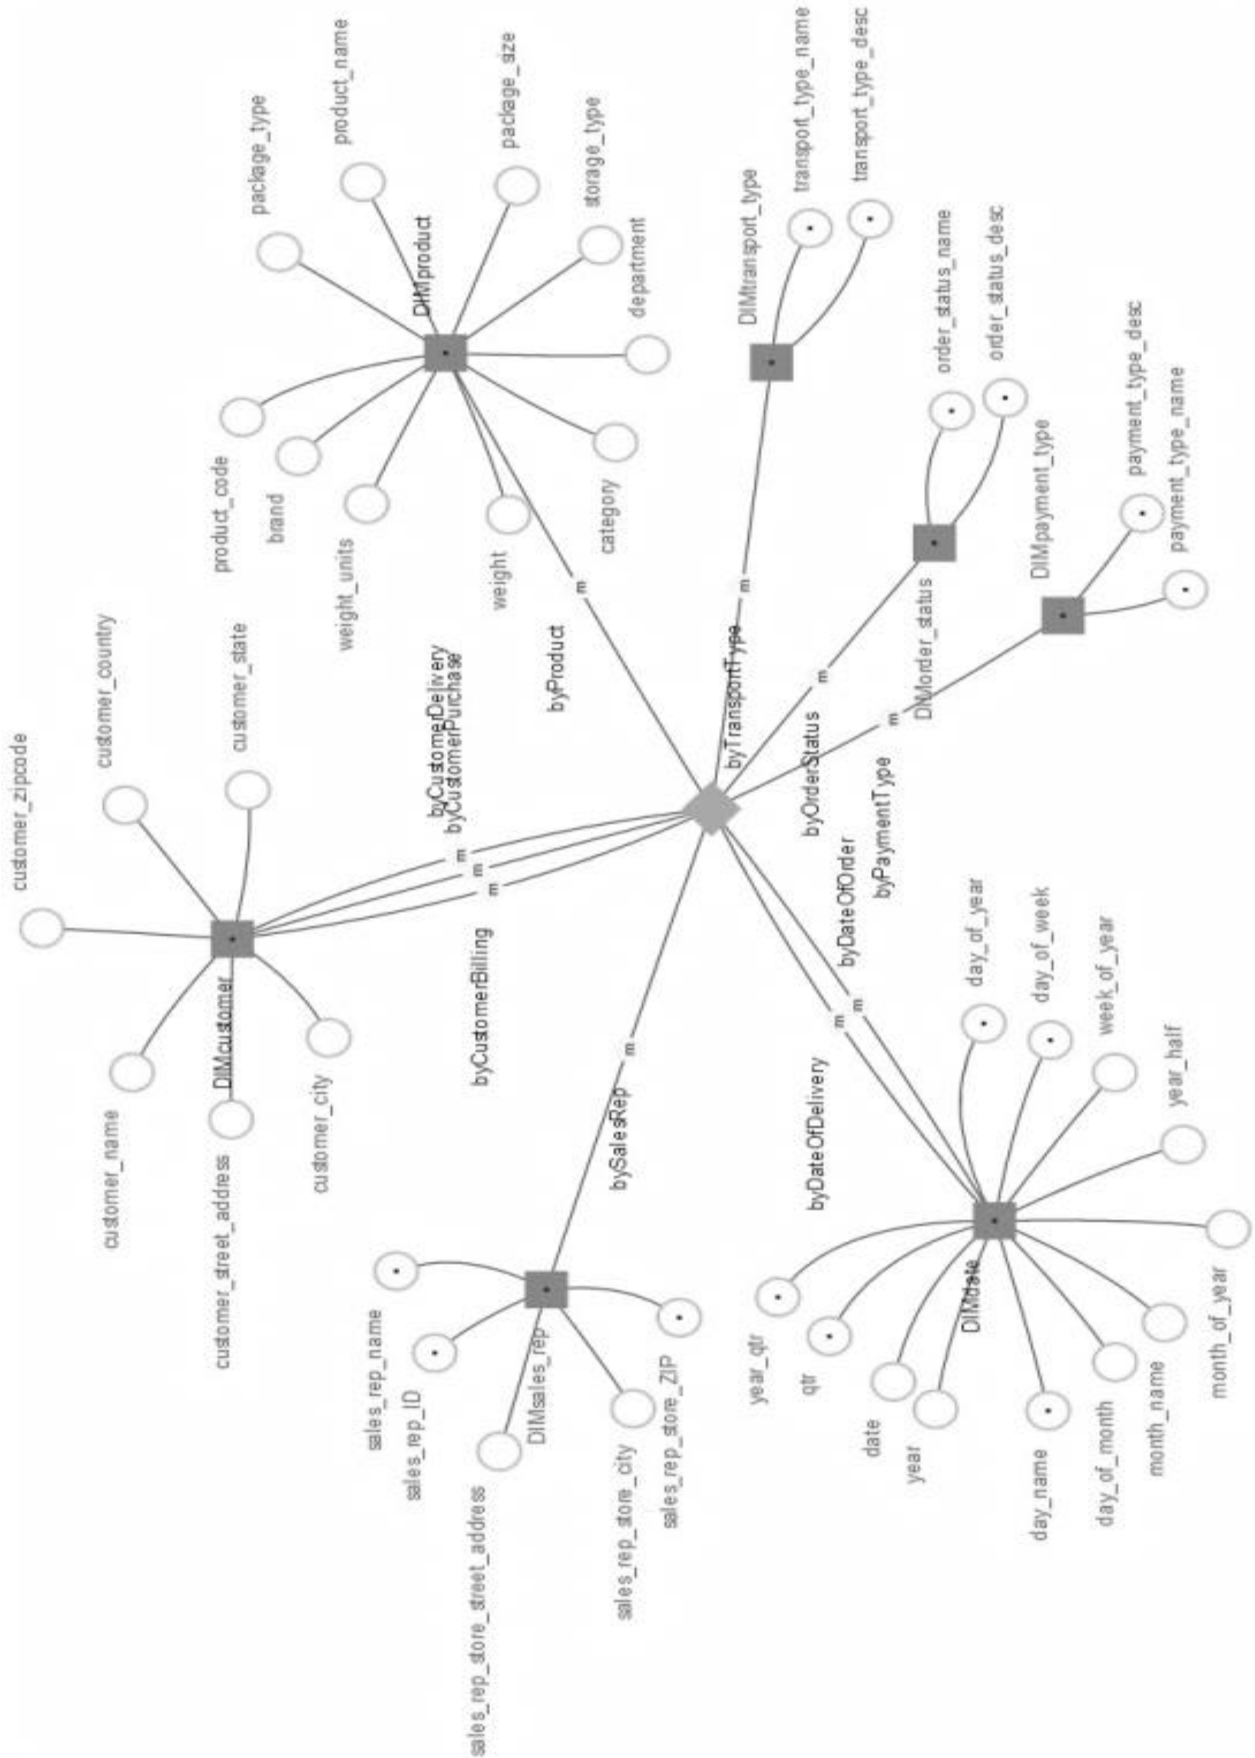 product_name
package_type
package_size
storage_type
department
DIMproduct
product_code
brand
weight_units
weight
category
byProduct
transport_type_name
transport_type_desc
DIMtransport_type
byTransportType
order_status_name
order_status_desc
DIMorder_status
byOrderStatus
payment_type_desc
payment_type_name
DIMpayment_type
byPaymentType
customer_zipcode
customer_country
customer_state
customer_name
customer_street_address
customer_city
DIMcustomer
byCustomerDelivery
byCustomerPurchase
byCustomerBilling
bySalesRep
sales_rep_name
sales_rep_ID
sales_rep_store_street_address
DIMsales_rep
sales_rep_store_city
sales_rep_store_ZIP
byDateOfOrder
byDateOfDelivery
day_of_year
day_of_week
week_of_year
year_half
month_of_year
month_name
day_of_month
day_name
year
date
qtr
year_qtr
DIMdate
m
m
m
m
m
m
m
m
m
m